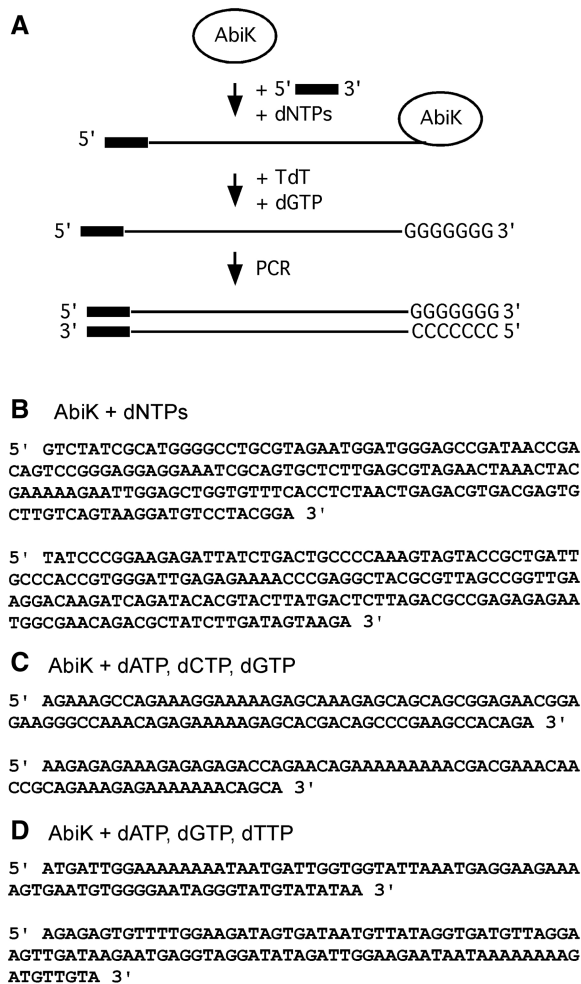 A
AbiK
+ 5' 3'
+ dNTPs
AbiK
5'
+ TdT
+ dGTP
5' GGGGGGG 3'
PCR
5' GGGGGGG 3'
3' CCCCCCC 5'
B AbiK + dNTPs
5' GTCTATCGCATGGGGCCTGCGTAGAATGGATGGGAGCCGATAACCGA
CAGTCCGGGAGGAGGAAATCGCAGTGCTCTTGAGCGTAGAACTAAACTAC
GAAAAAGAATTGGAGCTGGTGTTTCACCTCTAACTGAGACGTGACGAGTG
CTTGTCAGTAAGGATGTCCTACGGA 3'
5' TATCCCGGAAGAGATTATCTGACTGCCCCAAAGTAGTACCGCTGATT
GCCCACCGTGGGATTGAGAGAAAACCCGAGGCTACGCGTTAGCCGGTTGA
AGGACAAGATCAGATACACGTACTTATGACTCTTAGACGCCGAGAGAGAA
TGGCGAACAGACGCTATCTTGATAGTAAGA 3'
C AbiK + dATP, dCTP, dGTP
5' AGAAAGCCAGAAAGGAAAAAGAGCAAAGAGCAGCAGCGGAGAACGGA
GAAGGGCCAAACAGAGAAAAAGAGCACGACAGCCCGAAGCCACAGA 3'
5' AAGAGAGAAAGAGAGAGACCAGAACAGAAAAAAAAACGACGAAACAA
CCGCAGAAAGAGAAAAAAACAGCA 3'
D AbiK + dATP, dGTP, dTTP
5' ATGATTGGAAAAAAAATAATGATTGGTGGTATTAAATGAGGAAGAAA
AGTGAATGTGGGGAATAGGGTATGTATATAA 3'
5' AGAGAGTGTTTTGGAAGATAGTGATAATGTTATAGGTGATGTTAGGA
AGTTGATAAGAATGAGGTAGGATATAGATTGGAAGAATAATAAAAAAAAG
ATGTTGTA 3'